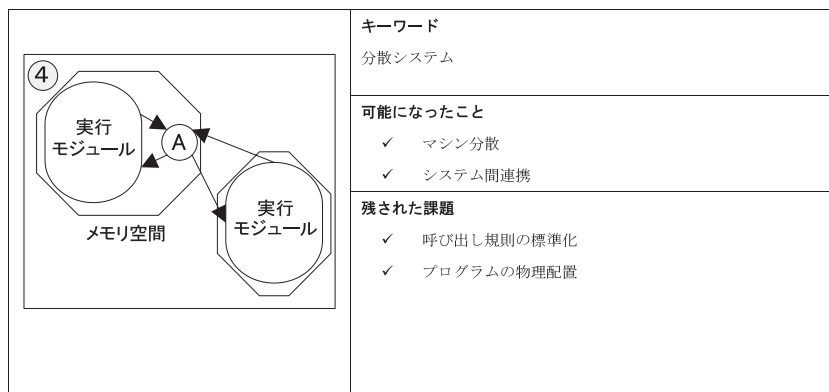 ④
実行
モジュール
A
実行
モジュール
メモリ空間
キーワード
分散システム
可能になったこと
✓ マシン分散
✓ システム間連携
残された課題
✓ 呼び出し規則の標準化
✓ プログラムの物理配置